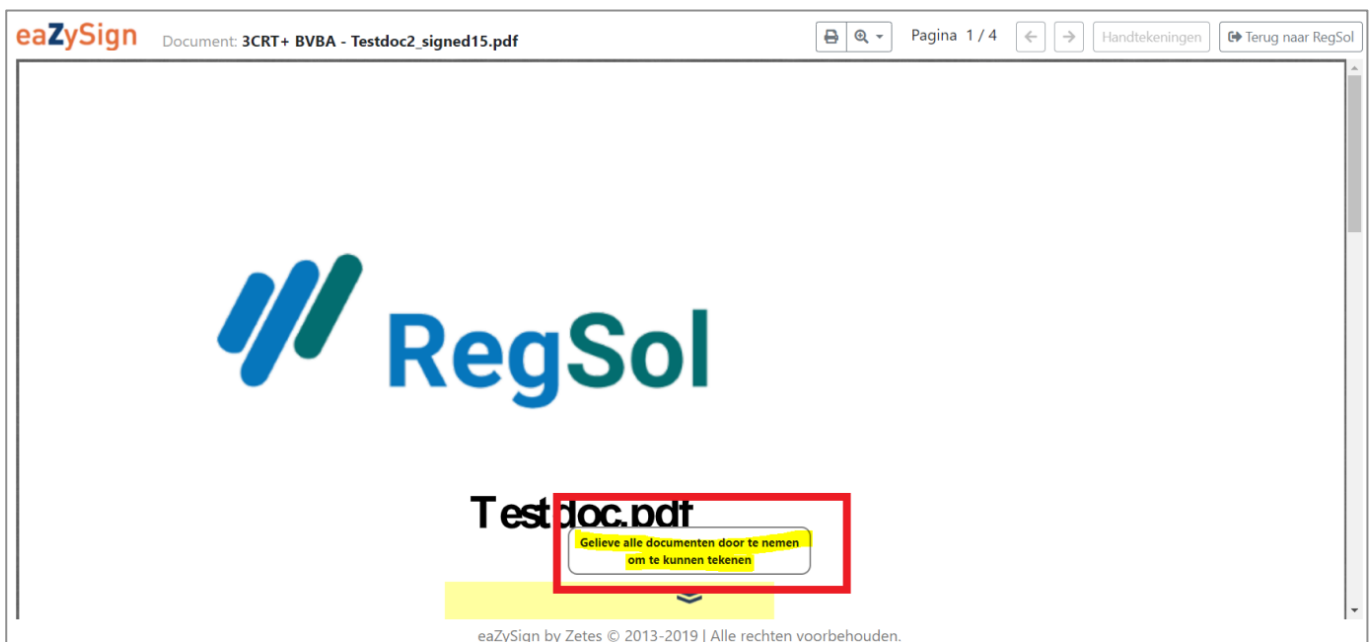 eaZySign Document: 3CRT+ BVBA - Testdoc2_signed15.pdf Pagina 1 / 4 Handtekeningen Terug naar RegSol
RegSol
Testdoc.pdf
Gelieve alle documenten door te nemen
om te kunnen tekenen
eaZySign by Zetes © 2013-2019 | Alle rechten voorbehouden.